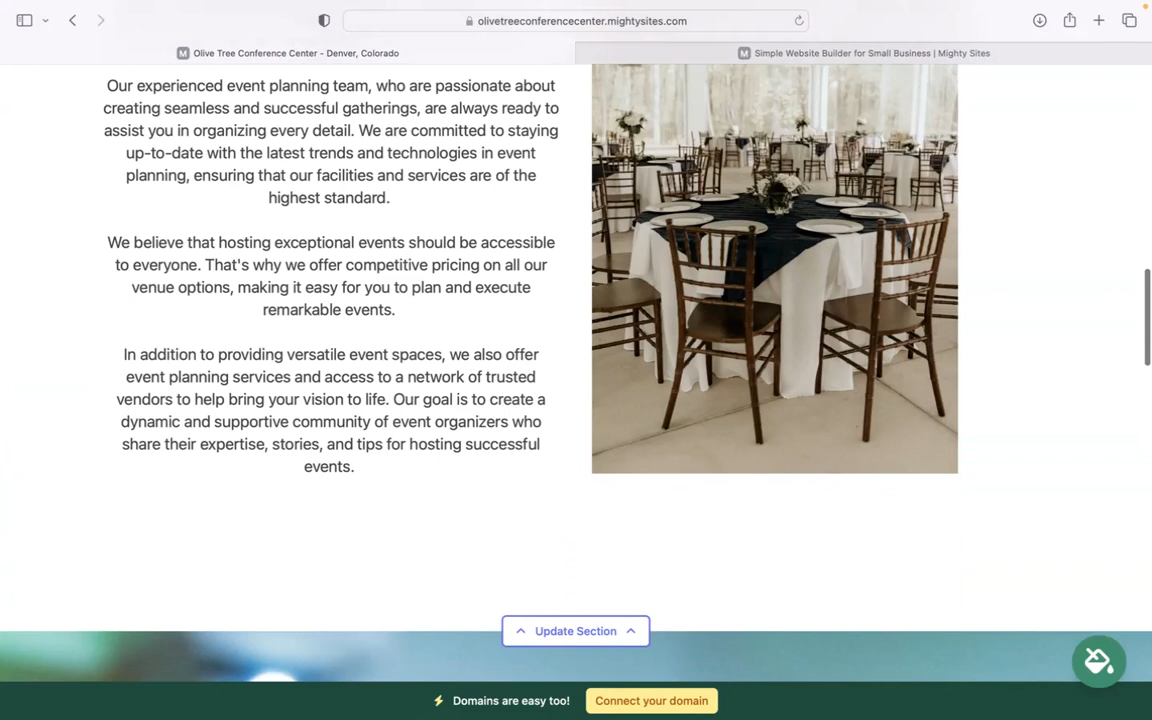 olivetreeconferencecenter.mightysites.com
M Olive Tree Conference Center - Denver, Colorado
M Simple Website Builder for Small Business | Mighty Sites
Our experienced event planning team, who are passionate about
creating seamless and successful gatherings, are always ready to
assist you in organizing every detail. We are committed to staying
up-to-date with the latest trends and technologies in event
planning, ensuring that our facilities and services are of the
highest standard.
We believe that hosting exceptional events should be accessible
to everyone. That's why we offer competitive pricing on all our
venue options, making it easy for you to plan and execute
remarkable events.
In addition to providing versatile event spaces, we also offer
event planning services and access to a network of trusted
vendors to help bring your vision to life. Our goal is to create a
dynamic and supportive community of event organizers who
share their expertise, stories, and tips for hosting successful
events.
Update Section
Domains are easy too!
Connect your domain